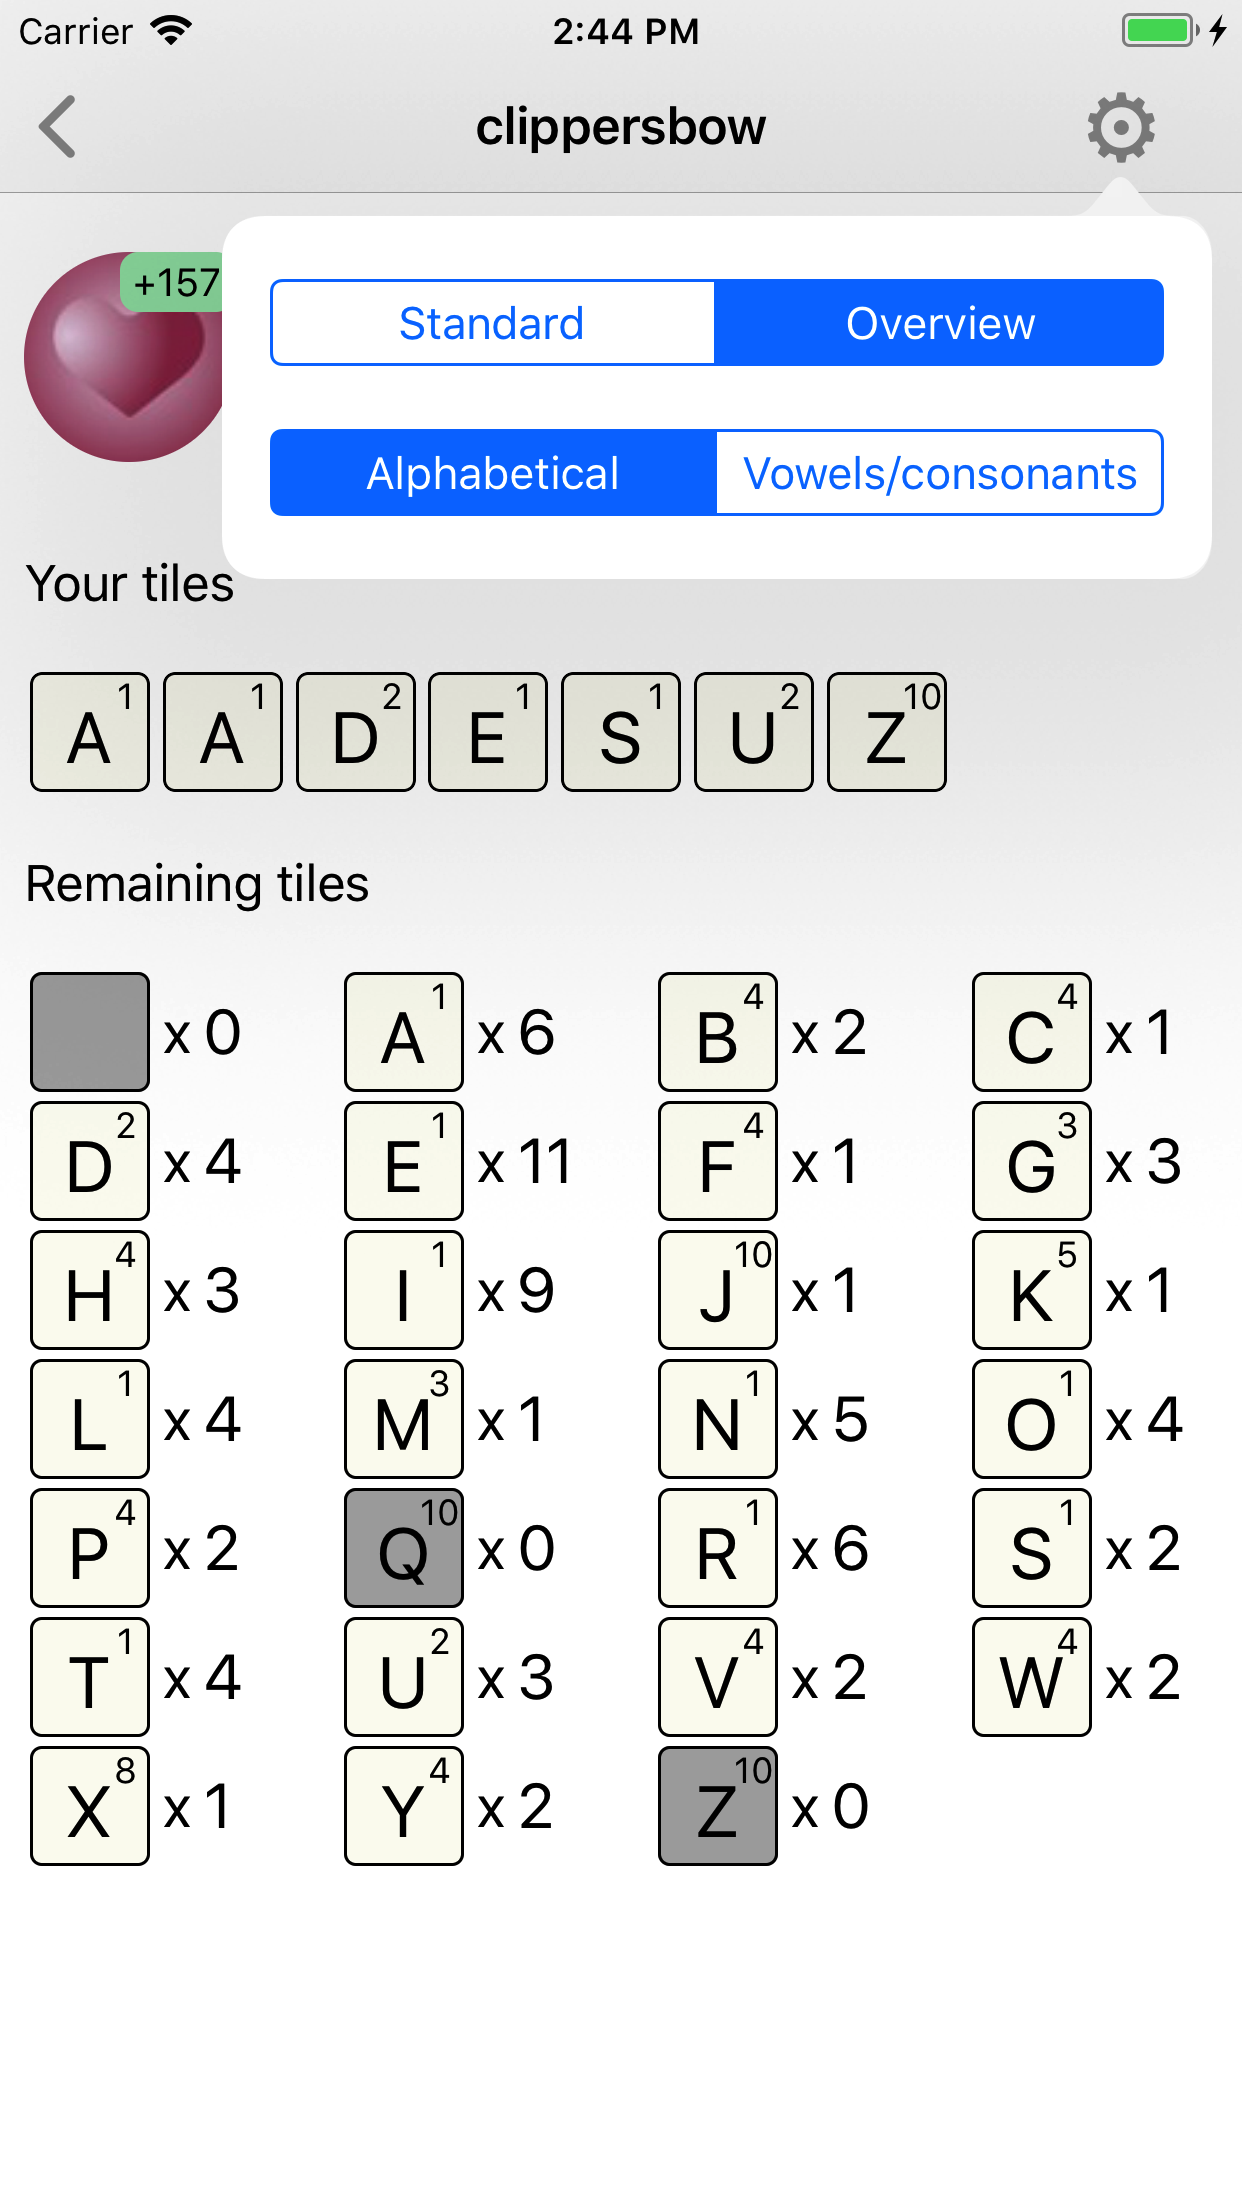 Carrier 2:44 PM
clippersbow
+157
Standard Overview
Alphabetical Vowels/consonants
Your tiles
A 1 A 1 D 2 E 1 S 1 U 2 Z 10
Remaining tiles
x 0 A 1 x 6 B 4 x 2 C 4 x 1
D 2 x 4 E 1 x 11 F 4 x 1 G 3 x 3
H 4 x 3 I 1 x 9 J 10 x 1 K 5 x 1
L 1 x 4 M 3 x 1 N 1 x 5 O 1 x 4
P 4 x 2 Q 10 x 0 R 1 x 6 S 1 x 2
T 1 x 4 U 2 x 3 V 4 x 2 W 4 x 2
X 8 x 1 Y 4 x 2 Z 10 x 0